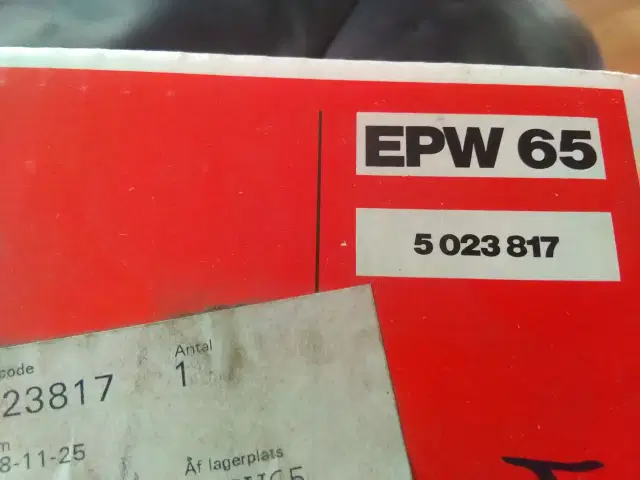 EPW 65
5 023 817
code
Antal
23817
1
8-11-25
Åf lagerplats